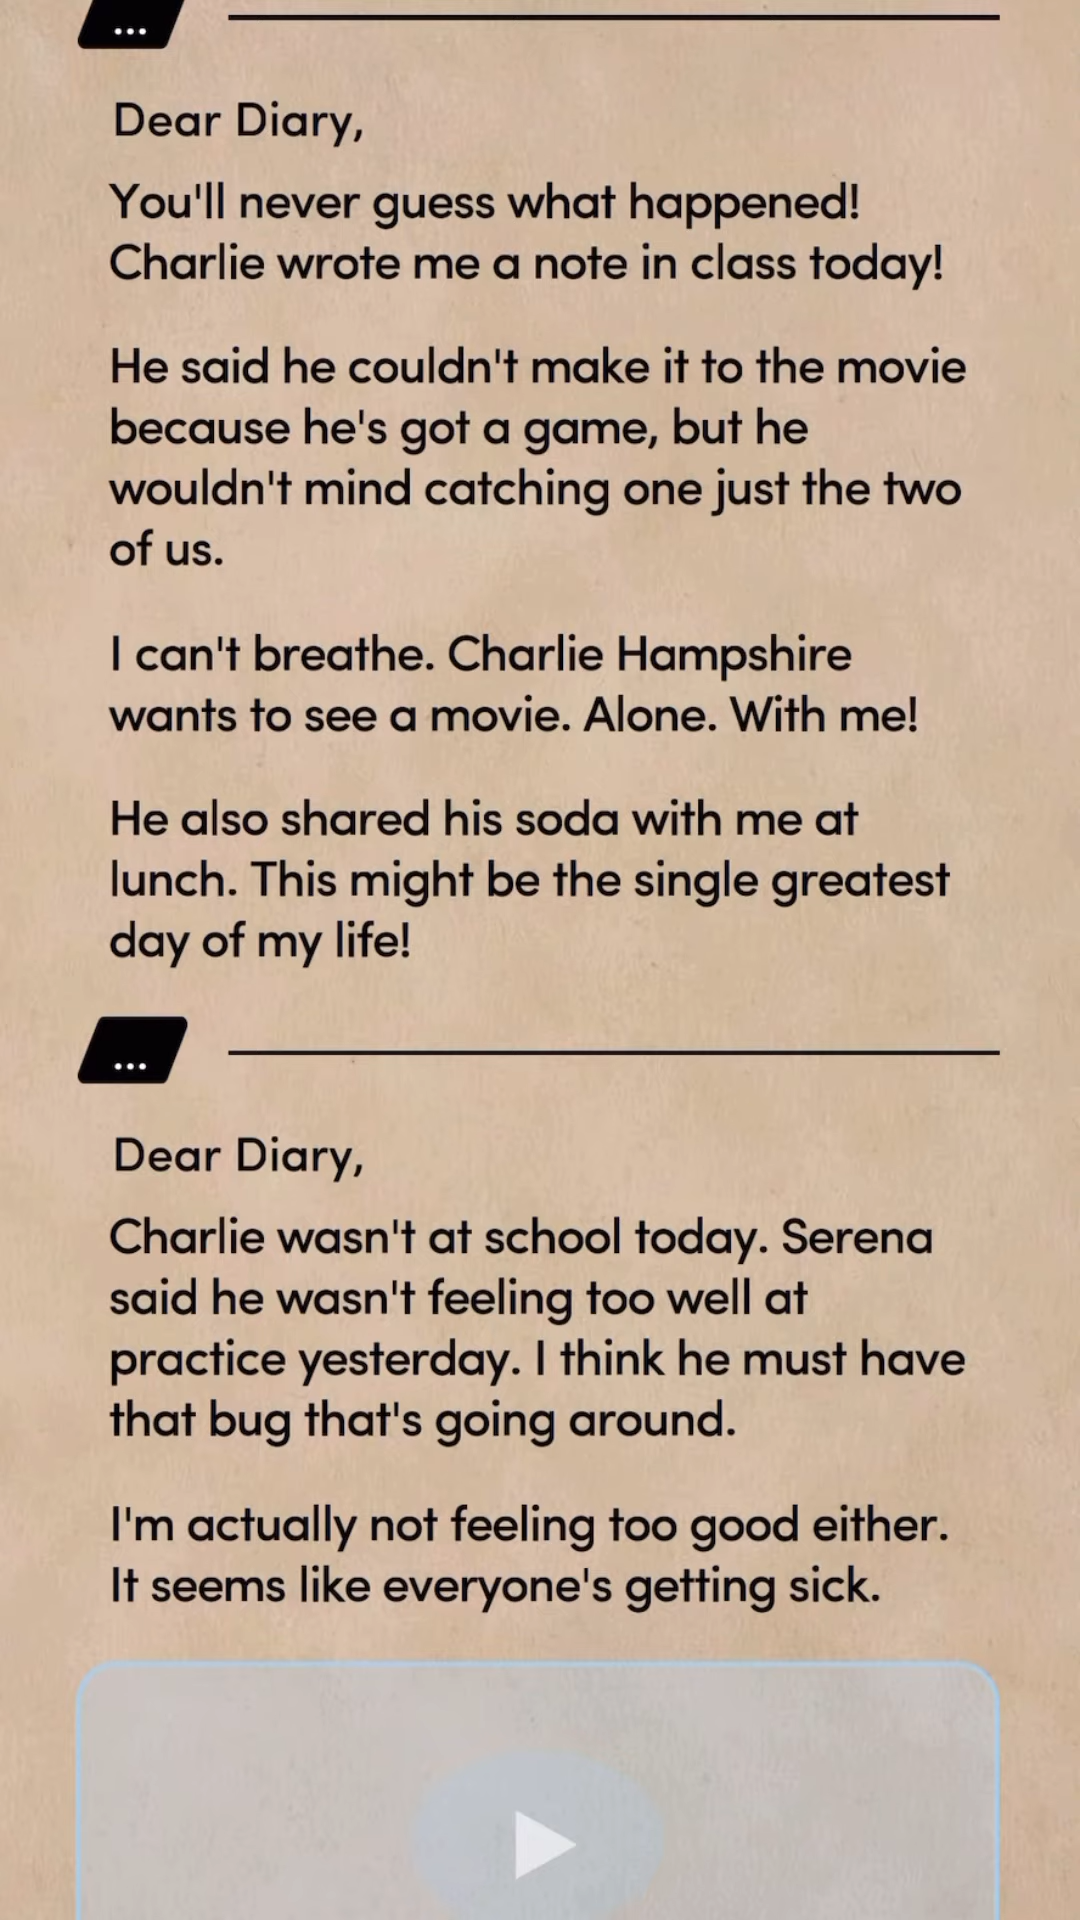 ...
Dear Diary,
You'll never guess what happened!
Charlie wrote me a note in class today!
He said he couldn't make it to the movie
because he's got a game, but he
wouldn't mind catching one just the two
of us.
I can't breathe. Charlie Hampshire
wants to see a movie. Alone. With me!
He also shared his soda with me at
lunch. This might be the single greatest
day of my life!
...
Dear Diary,
Charlie wasn't at school today. Serena
said he wasn't feeling too well at
practice yesterday. I think he must have
that bug that's going around.
I'm actually not feeling too good either.
It seems like everyone's getting sick.